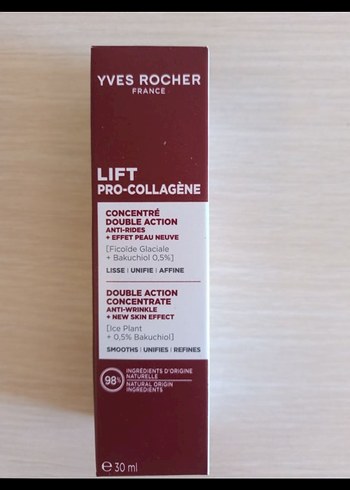 YVES ROCHER
FRANCE
LIFT
PRO-COLLAGÈNE
CONCENTRÉ
DOUBLE ACTION
ANTI-RIDES
+ EFFET PEAU NEUVE
[Ficoïde Glaciale
+ Bakuchiol 0,5%]
LISSE | UNIFIE | AFFINE
DOUBLE ACTION
CONCENTRATE
ANTI-WRINKLE
+ NEW SKIN EFFECT
[Ice Plant
+ 0,5% Bakuchiol]
SMOOTHS | UNIFIES | REFINES
98%
INGRÉDIENTS D'ORIGINE
NATURELLE
NATURAL ORIGIN
INGREDIENTS
℮ 30 ml